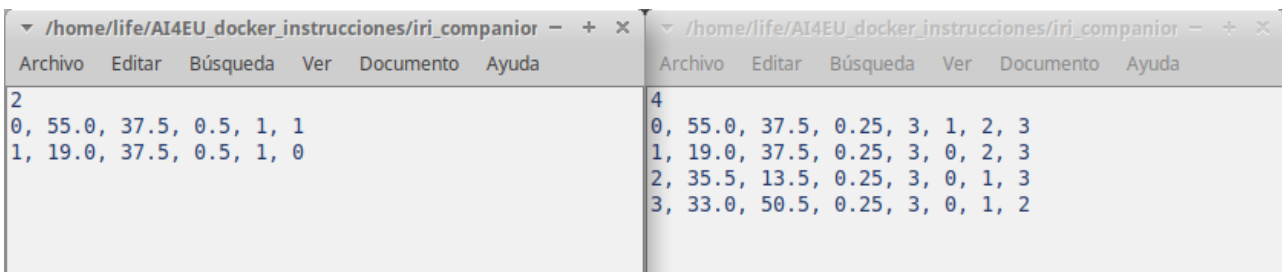 /home/life/AI4EU_docker_instrucciones/iri_companior
Archivo Editar Búsqueda Ver Documento Ayuda
2
0, 55.0, 37.5, 0.5, 1, 1
1, 19.0, 37.5, 0.5, 1, 0
/home/life/AI4EU_docker_instrucciones/iri_companior
Archivo Editar Búsqueda Ver Documento Ayuda
4
0, 55.0, 37.5, 0.25, 3, 1, 2, 3
1, 19.0, 37.5, 0.25, 3, 0, 2, 3
2, 35.5, 13.5, 0.25, 3, 0, 1, 3
3, 33.0, 50.5, 0.25, 3, 0, 1, 2